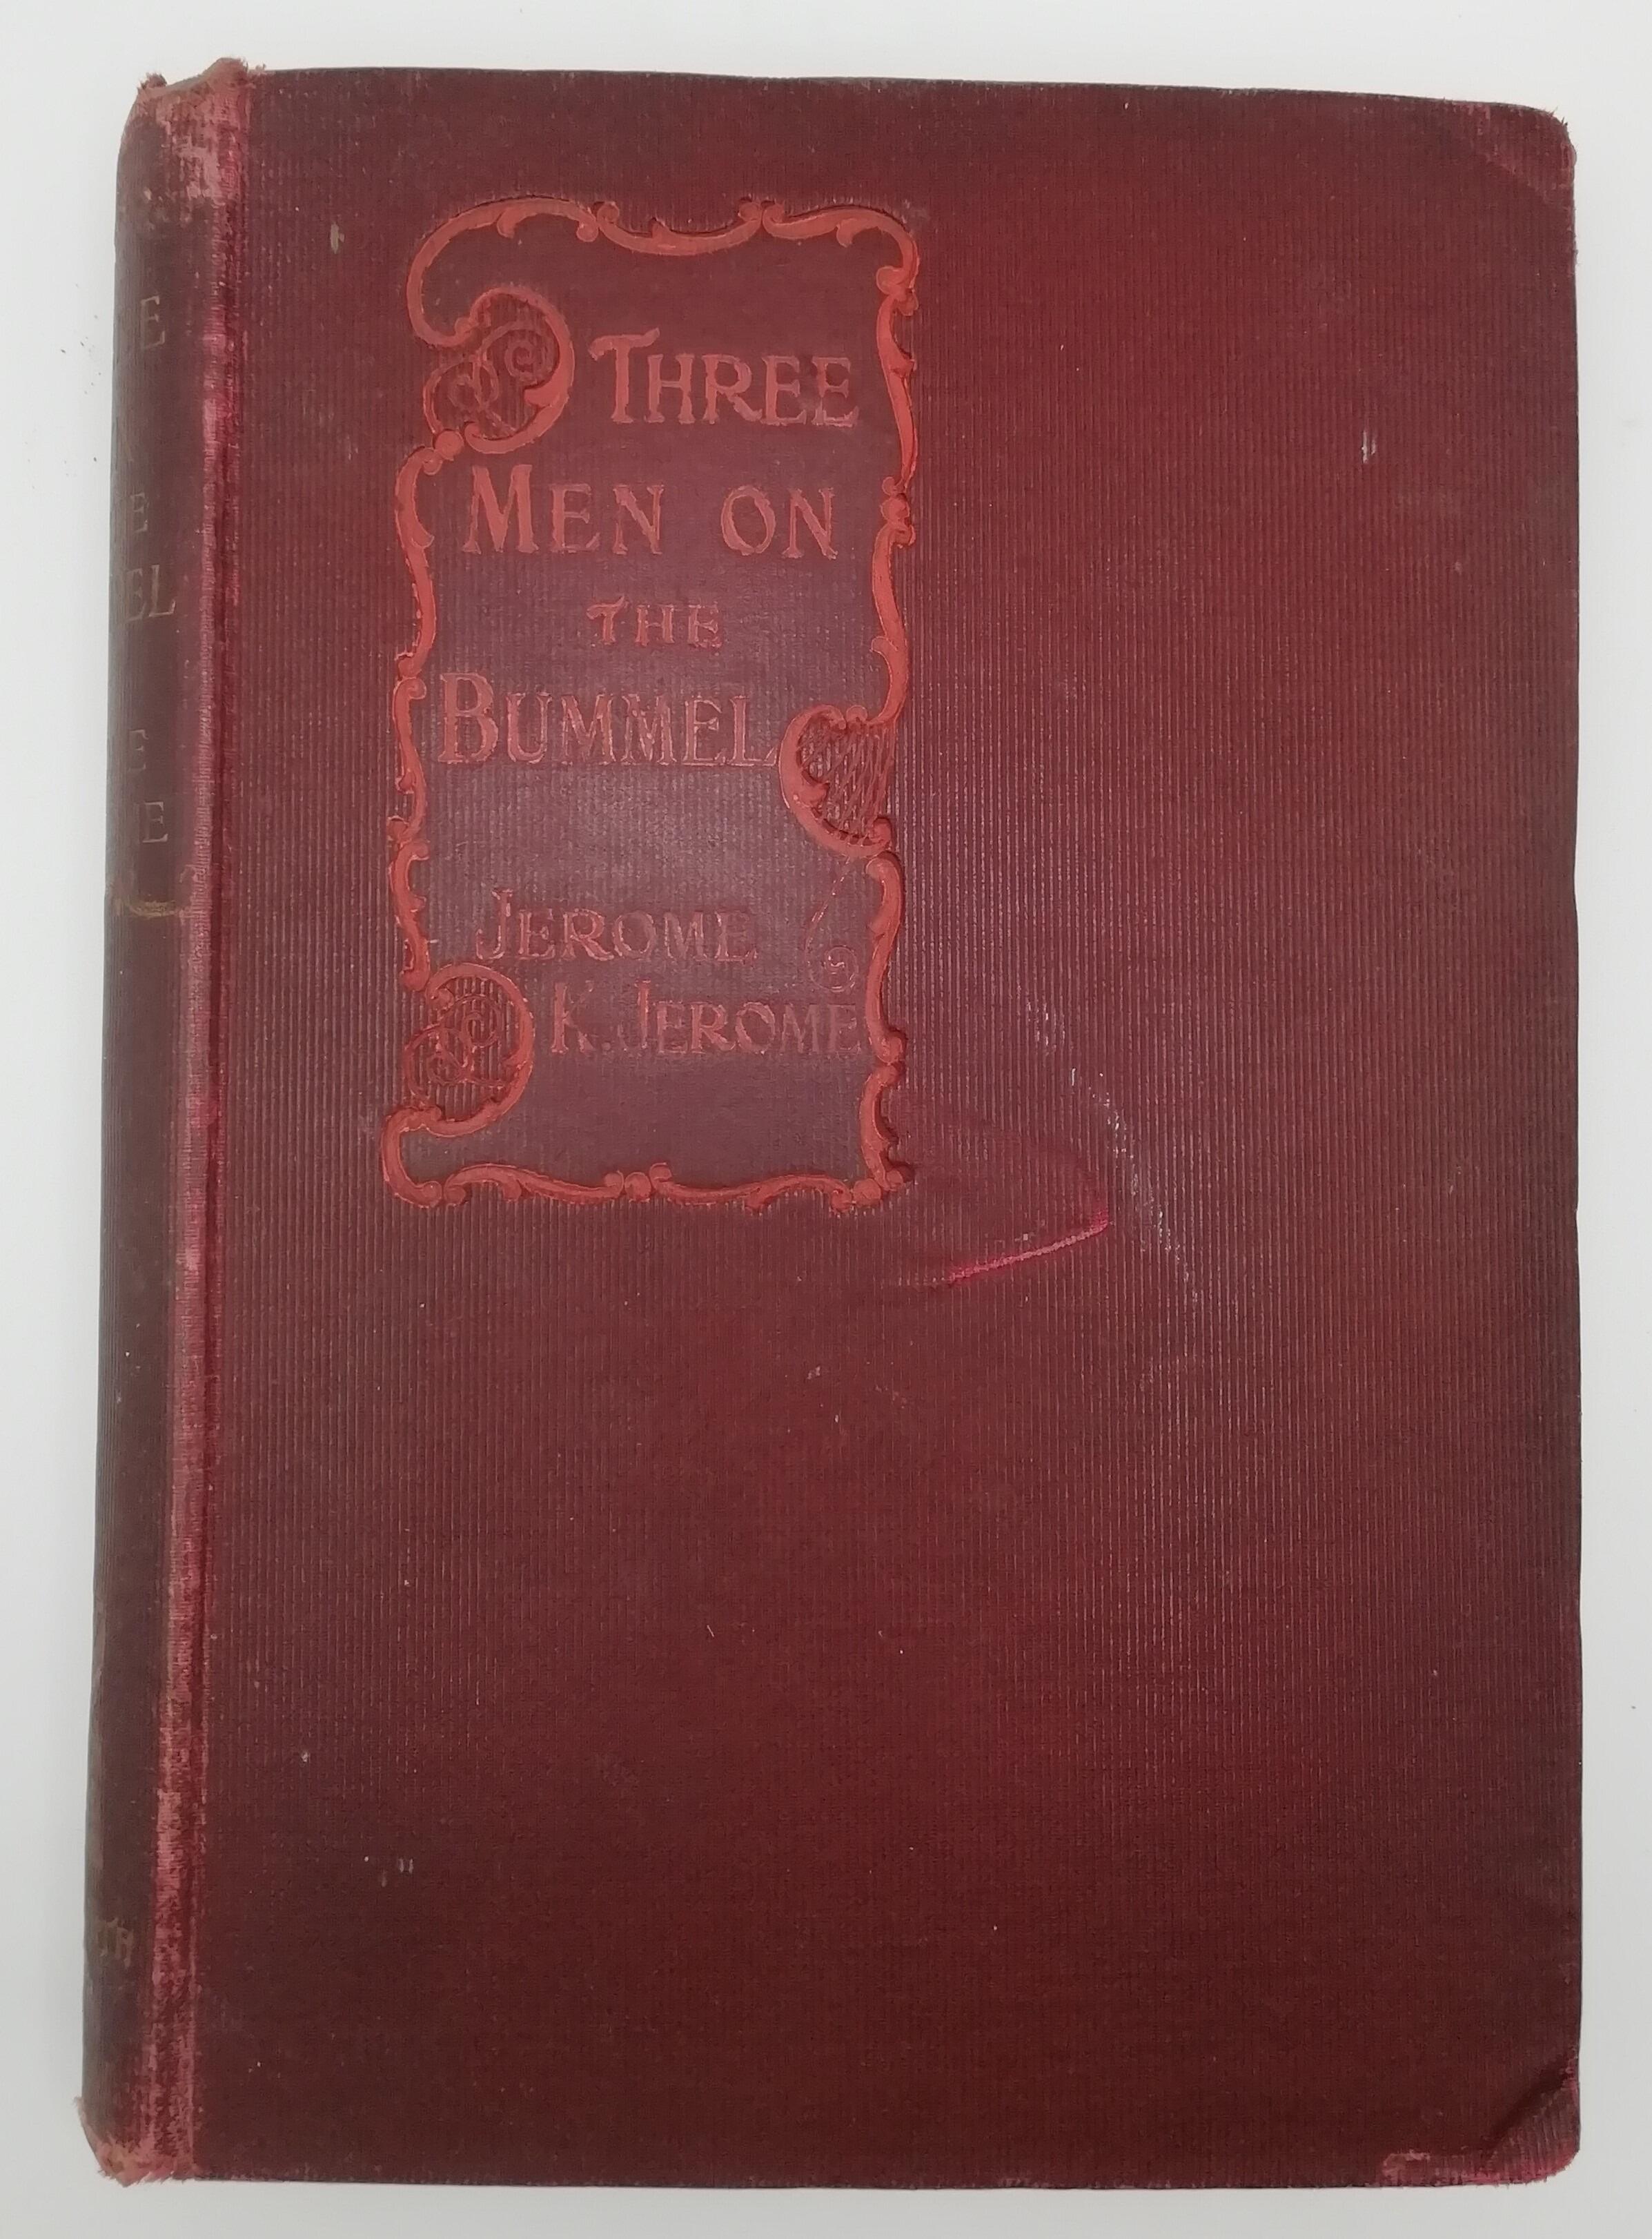 THREE
MEN ON
THE
BUMMEL
JEROME
K. JEROME